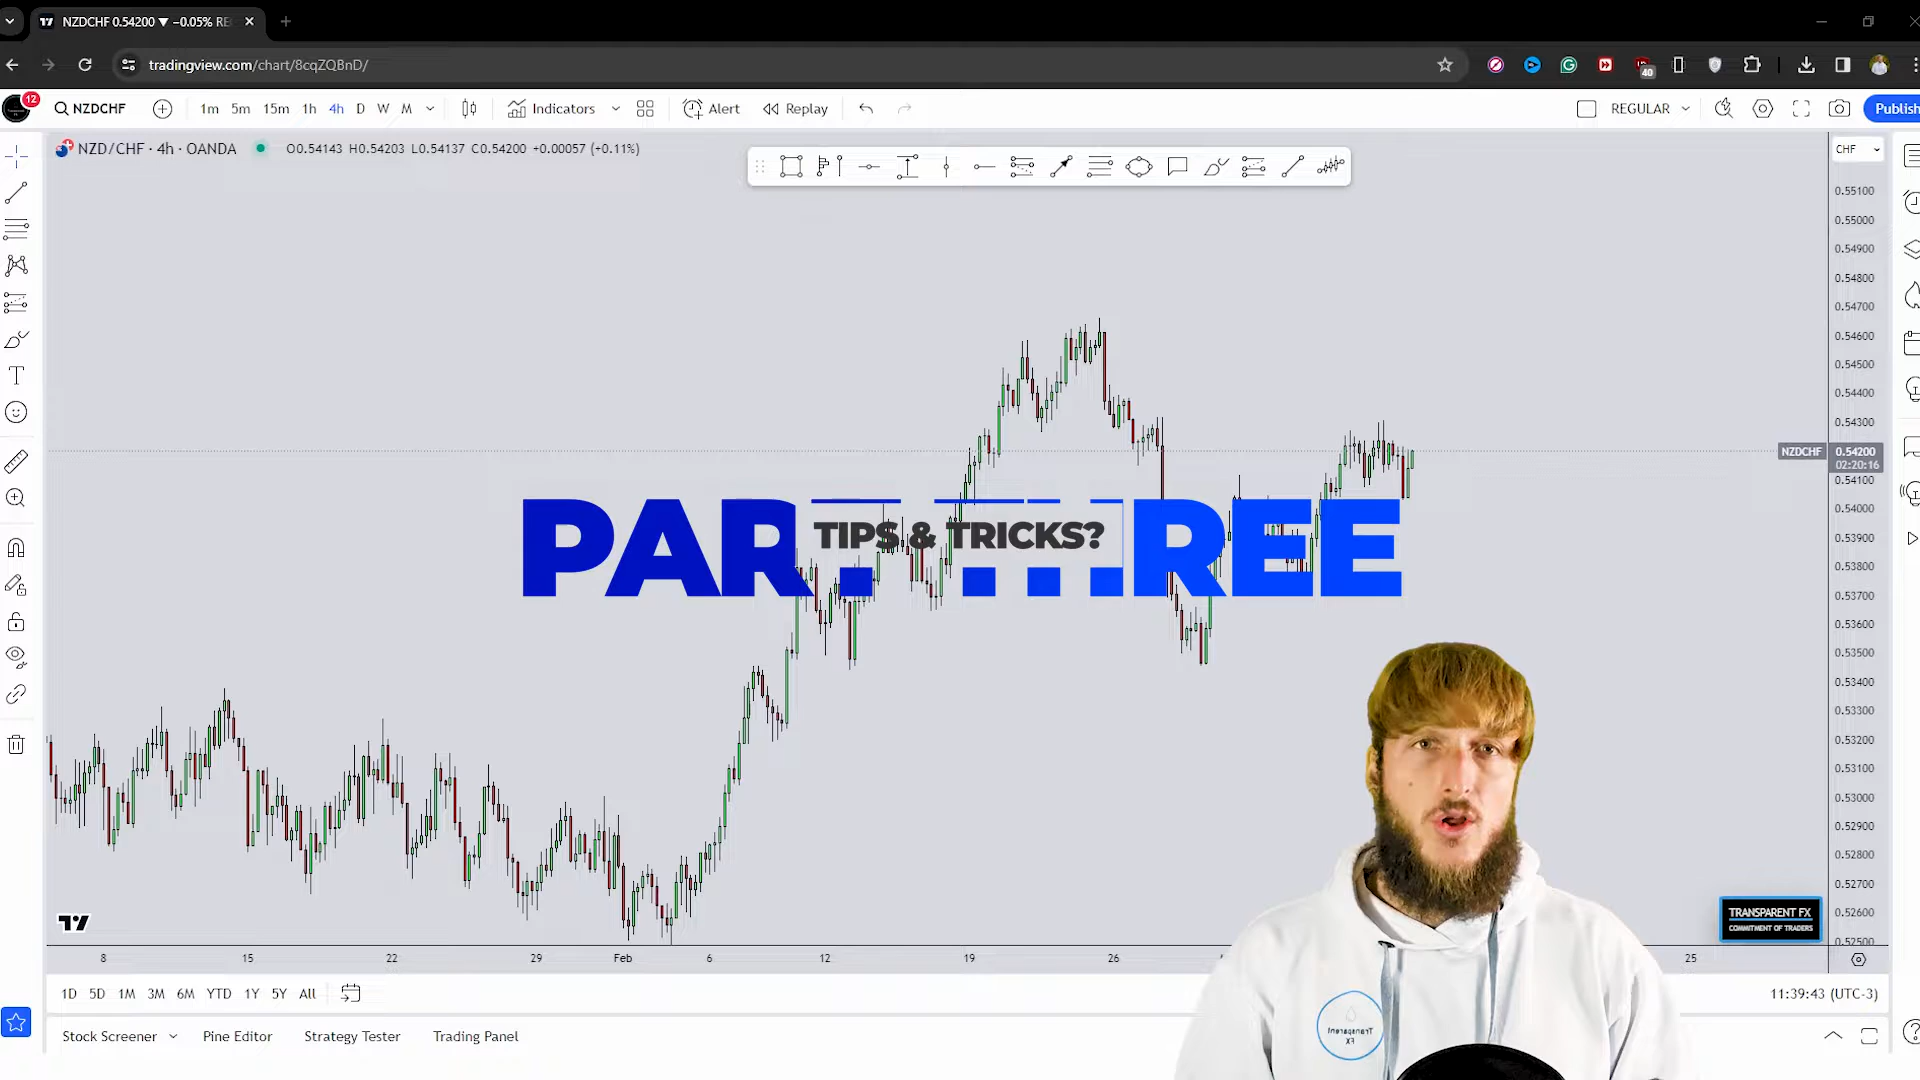 NZDCHF 0.54200 ▼ −0.05% RE
tradingview.com/chart/8cqZQBnD/
40
12
NZDCHF
1m 5m 15m 1h 4h D W M
Indicators
Alert
Replay
REGULAR
Publish
NZD/CHF · 4h · OANDA
O0.54143 H0.54203 L0.54137 C0.54200 +0.00057 (+0.11%)
CHF
0.55100
0.55000
0.54900
0.54800
0.54700
0.54600
0.54500
0.54400
0.54300
NZDCHF 0.54200
02:20:16
0.54100
0.54000
0.53900
0.53800
0.53700
0.53600
0.53500
0.53400
0.53300
0.53200
0.53100
0.53000
0.52900
0.52800
0.52700
0.52600
0.52500
PAR REE
TIPS & TRICKS?
TRANSPARENT FX
COMMITMENT OF TRADERS
Transparent
FX
8 15 22 29 Feb 6 12 19 26 25
1D 5D 1M 3M 6M YTD 1Y 5Y All
11:39:43 (UTC-3)
Stock Screener Pine Editor Strategy Tester Trading Panel